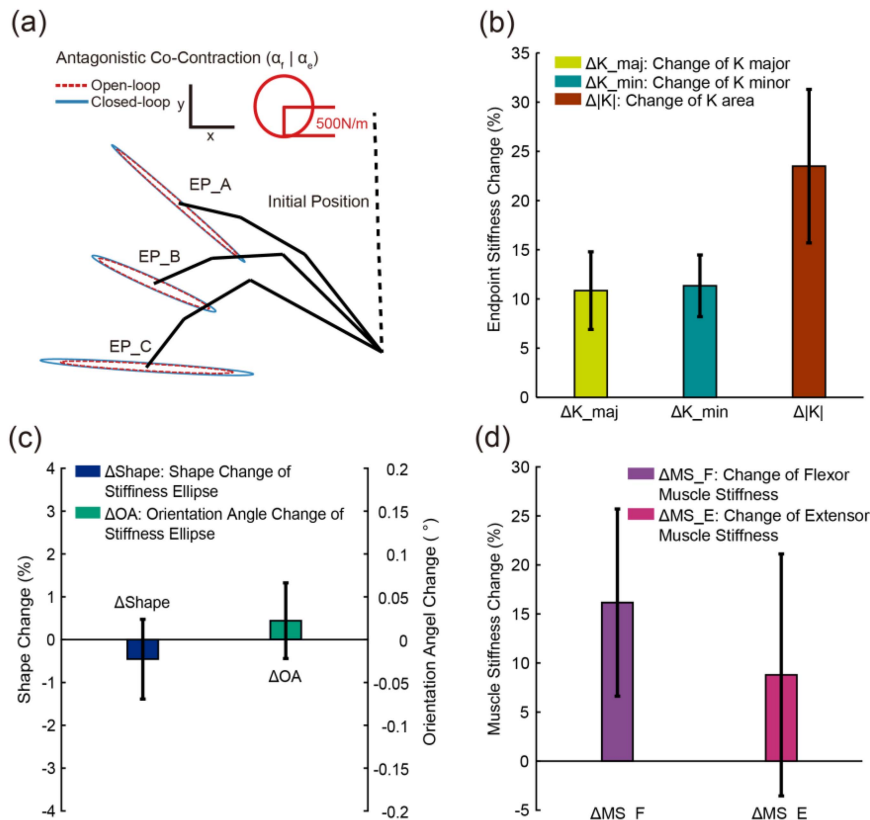 (a)
Antagonistic Co-Contraction (αf | αe)
Open-loop
Closed-loop
y
x
500N/m
EP_A
Initial Position
EP_B
EP_C
(b)
Endpoint Stiffness Change (%)
35
30
25
20
15
10
5
0
ΔK_maj: Change of K major
ΔK_min: Change of K minor
Δ|K|: Change of K area
ΔK_maj
ΔK_min
Δ|K|
(c)
Shape Change (%)
4
3
2
1
0
-1
-2
-3
-4
ΔShape: Shape Change of
Stiffness Ellipse
ΔOA: Orientation Angle Change of
Stiffness Ellipse
ΔShape
ΔOA
0.2
0.15
0.1
0.05
0
-0.05
-0.1
-0.15
-0.2
Orientation Angel Change ( °)
(d)
Muscle Stiffness Change (%)
30
25
20
15
10
5
0
-5
ΔMS_F: Change of Flexor
Muscle Stiffness
ΔMS_E: Change of Extensor
Muscle Stiffness
ΔMS_F
ΔMS_E